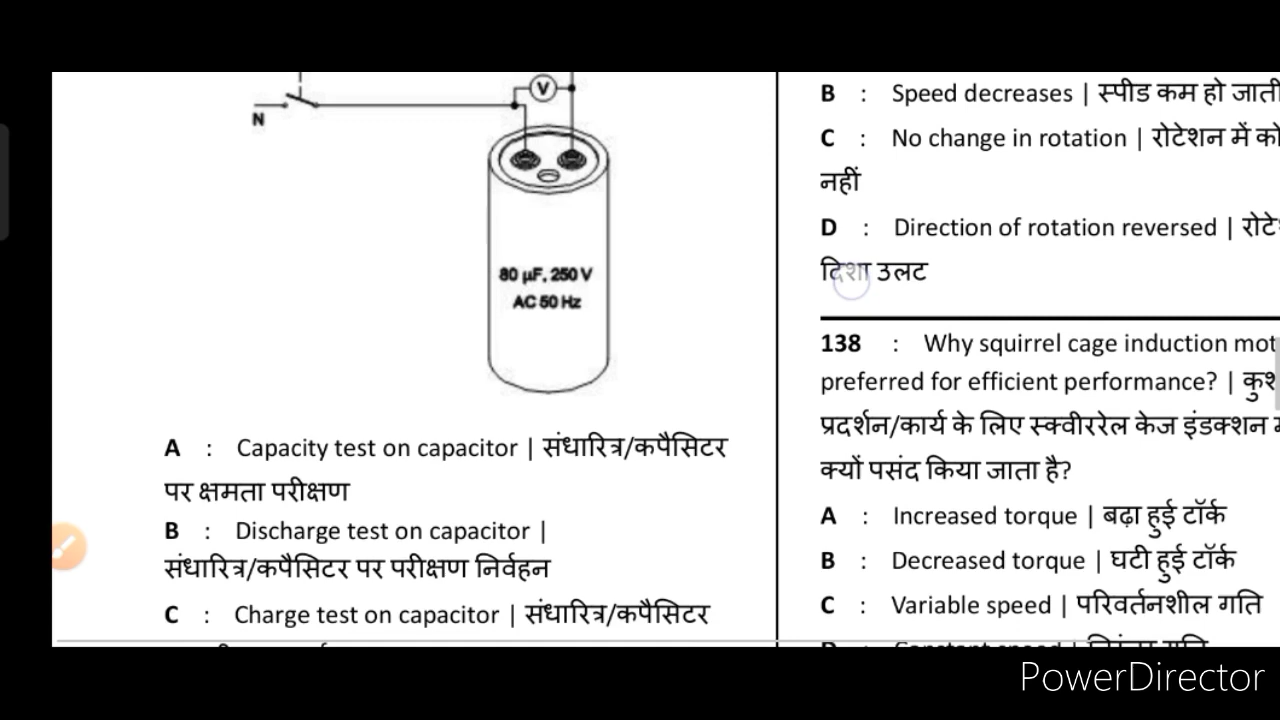 V
N
80 µF, 250 V
AC 50 Hz
A : Capacity test on capacitor | संधारित्र/कपैसिटर
पर क्षमता परीक्षण
B : Discharge test on capacitor |
संधारित्र/कपैसिटर पर परीक्षण निर्वहन
C : Charge test on capacitor | संधारित्र/कपैसिटर
B : Speed decreases | स्पीड कम हो जाती
C : No change in rotation | रोटेशन में
नहीं
D : Direction of rotation reversed |
दिशा उलट
138 : Why squirrel cage induction mot
preferred for efficient performance? |
प्रदर्शन/कार्य के लिए स्क्वीररेल केज इंडक्शन
क्यों पसंद किया जाता है?
A : Increased torque | बढ़ा हुई टॉर्क
B : Decreased torque | घटी हुई टॉर्क
C : Variable speed | परिवर्तनशील गति
D : Constant speed |
PowerDirector